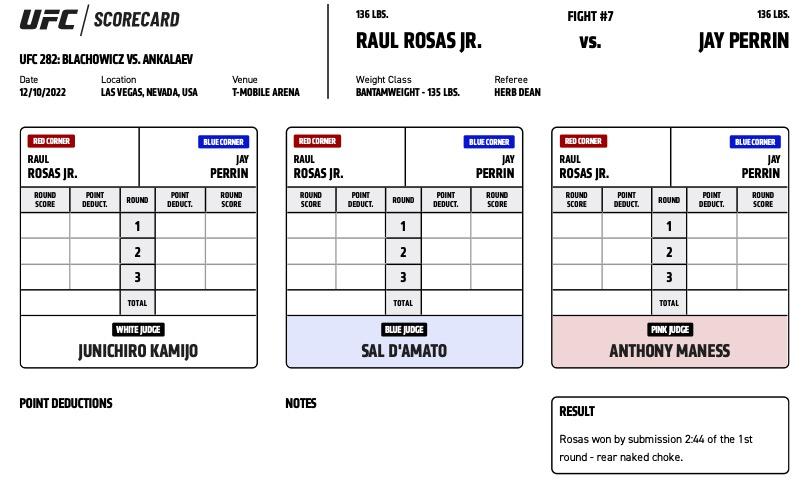 UFC / SCORECARD
UFC 282: BLACHOWICZ VS. ANKALAEV
Date Location Venue
12/10/2022 LAS VEGAS, NEVADA, USA T-MOBILE ARENA
136 LBS. FIGHT #7 136 LBS.
RAUL ROSAS JR. VS. JAY PERRIN
Weight Class Referee
BANTAMWEIGHT - 135 LBS. HERB DEAN
RED CORNER BLUE CORNER
RAUL JAY
ROSAS JR. PERRIN
ROUND SCORE POINT DEDUCT. ROUND POINT DEDUCT. ROUND SCORE
1
2
3
TOTAL
WHITE JUDGE
JUNICHIRO KAMIJO
RED CORNER BLUE CORNER
RAUL JAY
ROSAS JR. PERRIN
ROUND SCORE POINT DEDUCT. ROUND POINT DEDUCT. ROUND SCORE
1
2
3
TOTAL
BLUE JUDGE
SAL D'AMATO
RED CORNER BLUE CORNER
RAUL JAY
ROSAS JR. PERRIN
ROUND SCORE POINT DEDUCT. ROUND POINT DEDUCT. ROUND SCORE
1
2
3
TOTAL
PINK JUDGE
ANTHONY MANESS
POINT DEDUCTIONS
NOTES
RESULT
Rosas won by submission 2:44 of the 1st
round - rear naked choke.